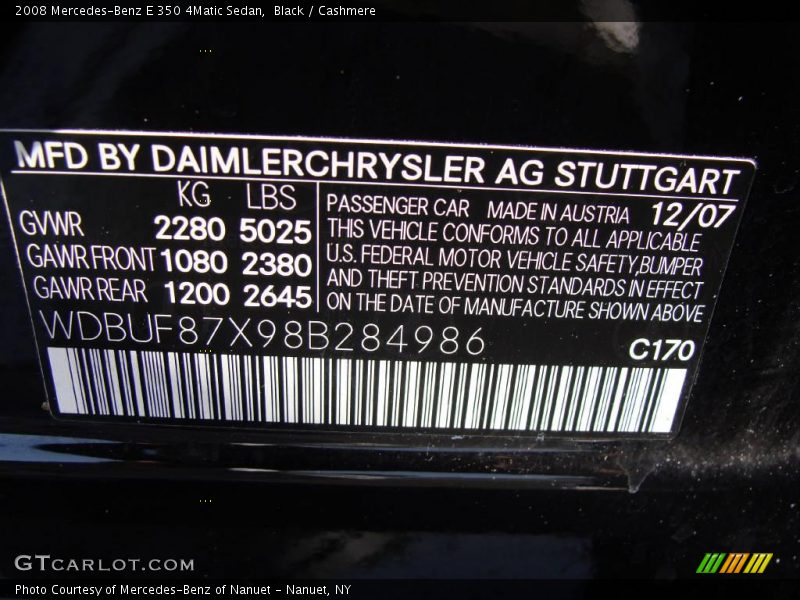 2008 Mercedes-Benz E 350 4Matic Sedan, Black / Cashmere
MFD BY DAIMLERCHRYSLER AG STUTTGART
KG LBS
GVWR 2280 5025
GAWR FRONT 1080 2380
GAWR REAR 1200 2645
PASSENGER CAR MADE IN AUSTRIA 12/07
THIS VEHICLE CONFORMS TO ALL APPLICABLE
U.S. FEDERAL MOTOR VEHICLE SAFETY,BUMPER
AND THEFT PREVENTION STANDARDS IN EFFECT
ON THE DATE OF MANUFACTURE SHOWN ABOVE
WDBUF87X98B284986
C170
GTCARLOT.COM
Photo Courtesy of Mercedes-Benz of Nanuet - Nanuet, NY